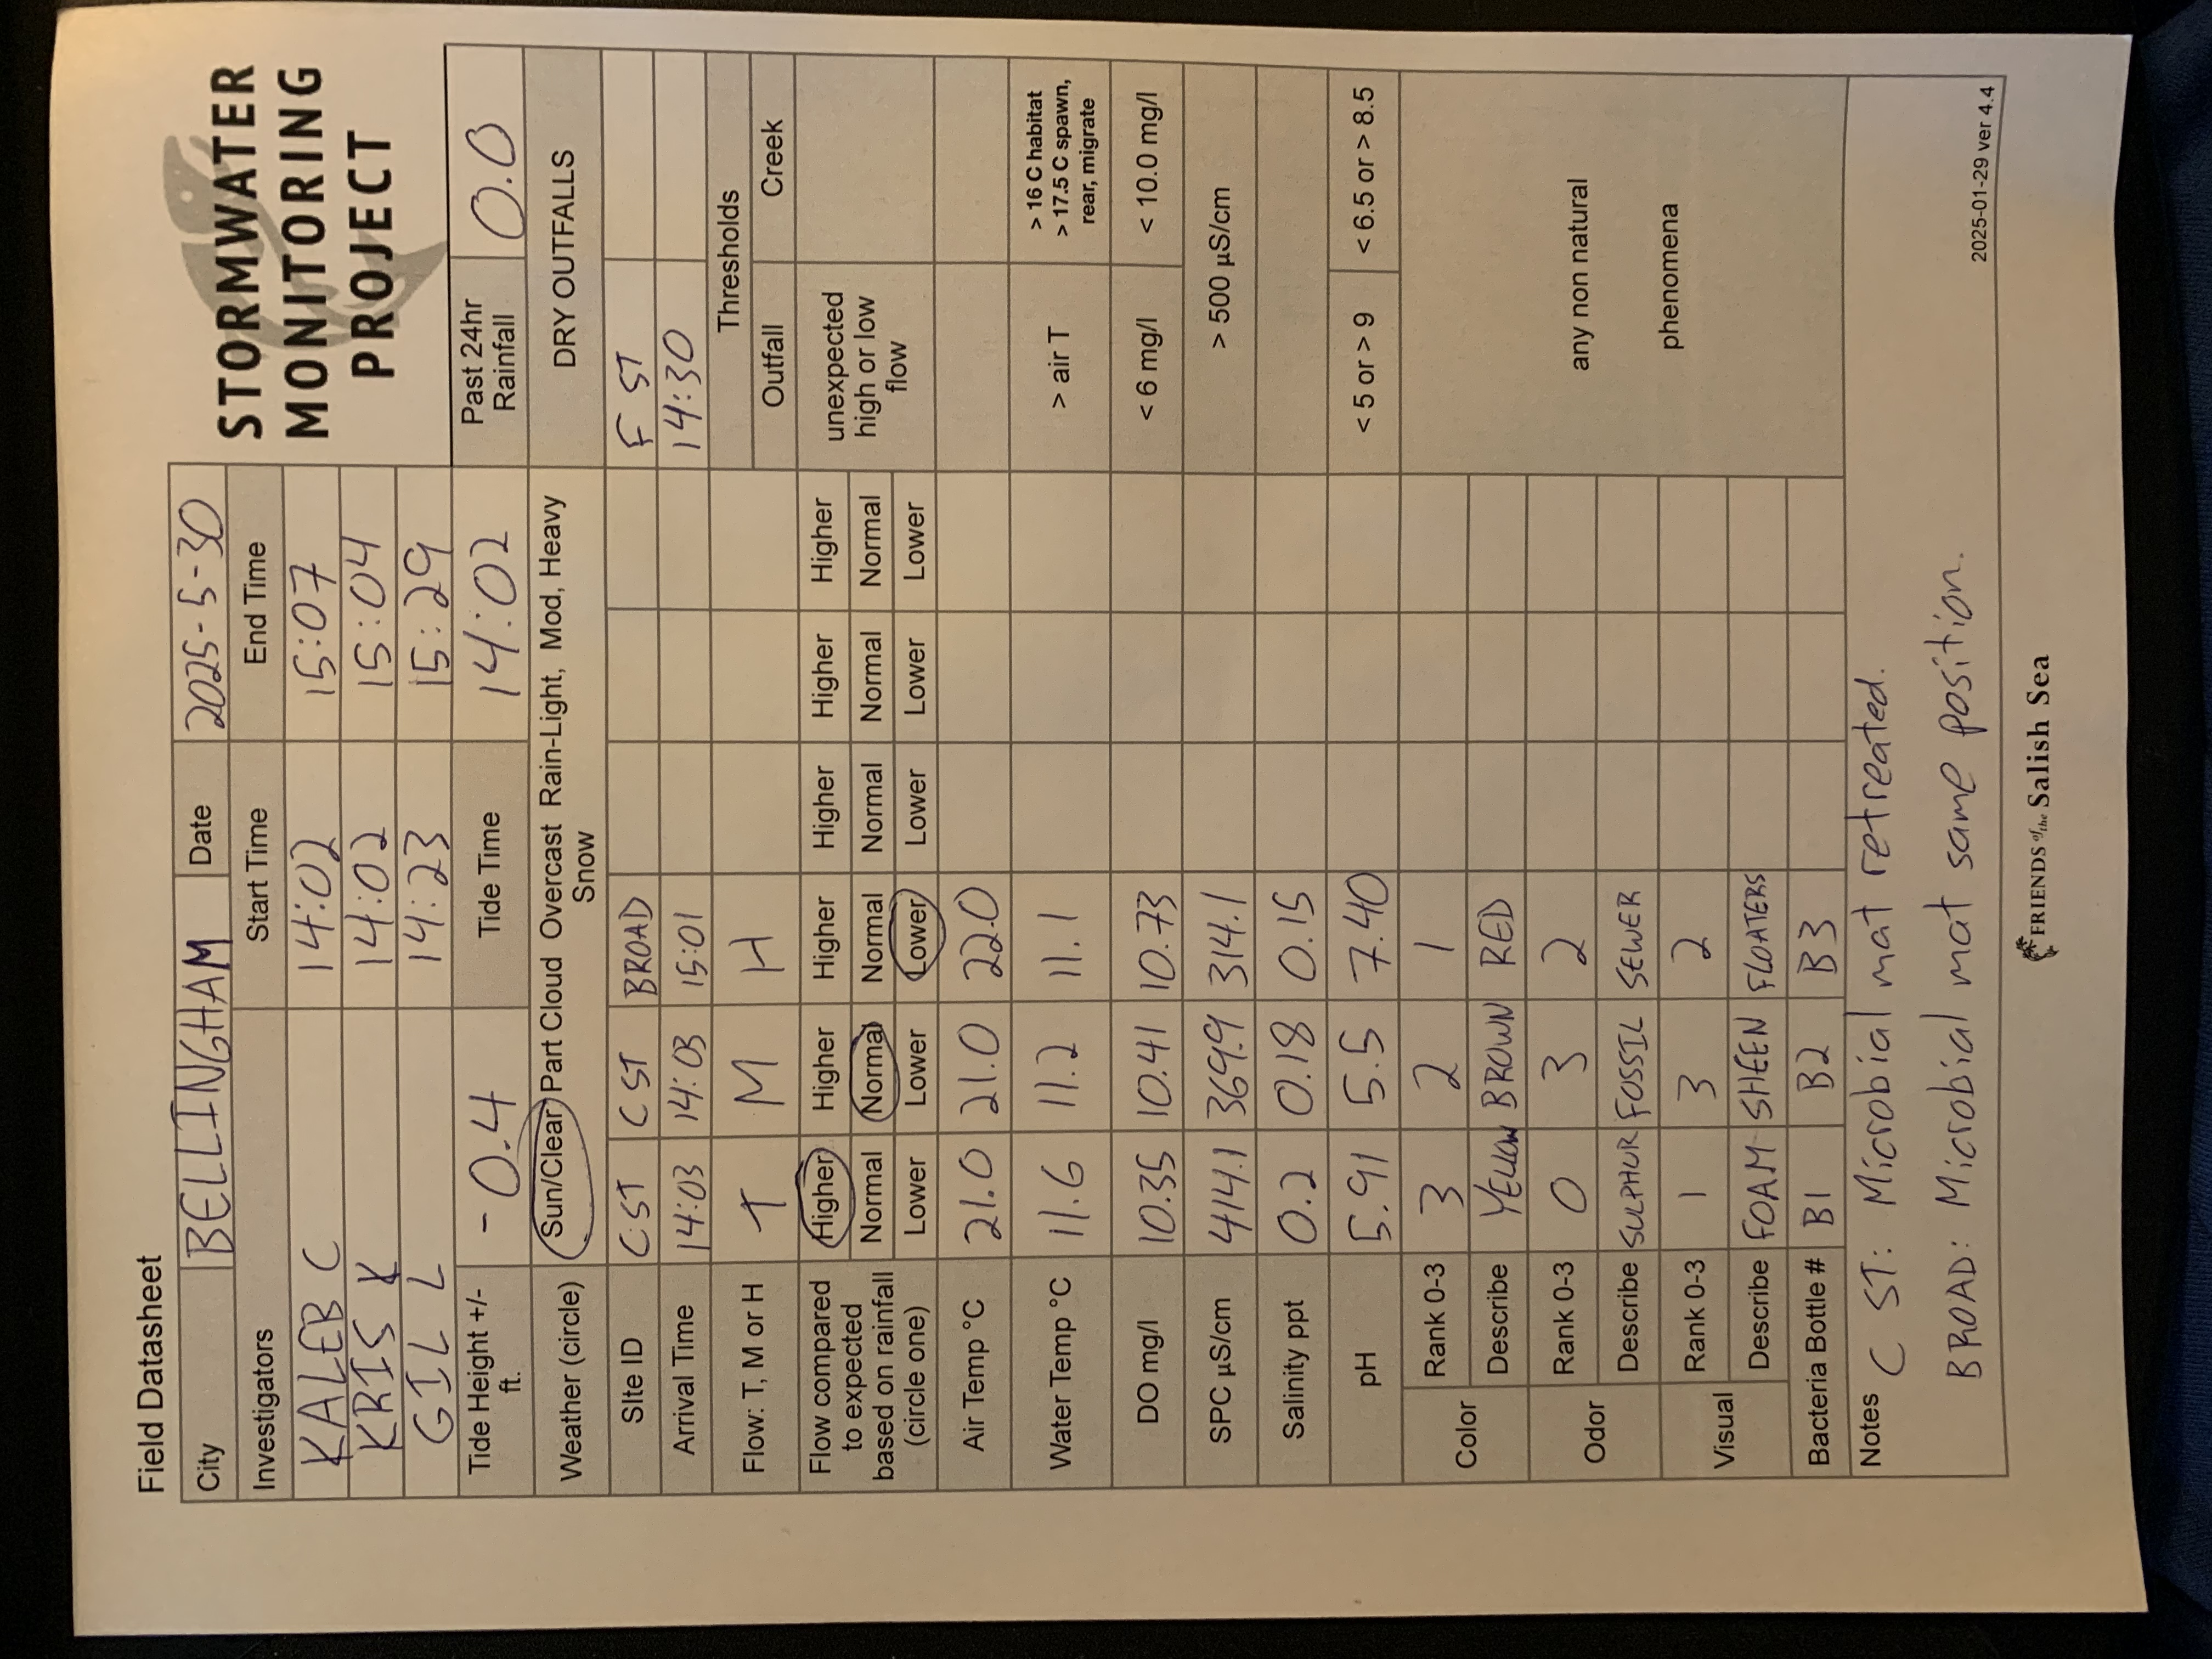 Field Datasheet
City BELLINGHAM Date 2025-5-30
STORMWATER
MONITORING
PROJECT
Investigators Start Time End Time
KALEB C 14:02 15:07
KRIS K 14:02 15:04
GIL L 14:23 15:29
Tide Height +/- ft. -0.4 Tide Time 14:02 Past 24hr Rainfall 0.0
Weather (circle) Sun/Clear Part Cloud Overcast Rain-Light, Mod, Heavy
Snow
DRY OUTFALLS
SIte ID C ST C ST BROAD F ST
Arrival Time 14:03 14:03 15:01 14:30
Thresholds
Flow: T, M or H T M H Outfall Creek
Flow compared
to expected
based on rainfall
(circle one)
Higher Higher Higher Higher Higher Higher
Normal Normal Normal Normal Normal Normal
Lower Lower Lower Lower Lower Lower
unexpected
high or low
flow
Air Temp °C 21.0 21.0 22.0
Water Temp °C 11.6 11.2 11.1 > air T
> 16 C habitat
> 17.5 C spawn,
rear, migrate
DO mg/l 10.35 10.41 10.73 < 6 mg/l < 10.0 mg/l
SPC µS/cm 414.1 369.9 314.1 > 500 µS/cm
Salinity ppt 0.2 0.18 0.15
pH 5.91 5.5 7.40 < 5 or > 9 < 6.5 or > 8.5
Color
Rank 0-3 3 2 1
Describe YELLOW BROWN RED
Odor
Rank 0-3 0 3 2
Describe SULPHUR FOSSIL SEWER
Visual
Rank 0-3 1 3 2
Describe FOAM SHEEN FLOATERS
any non natural
phenomena
Bacteria Bottle # B1 B2 B3
Notes C ST: Microbial mat retreated.
BROAD: Microbial mat same position.
2025-01-29 ver 4.4
FRIENDS of the Salish Sea